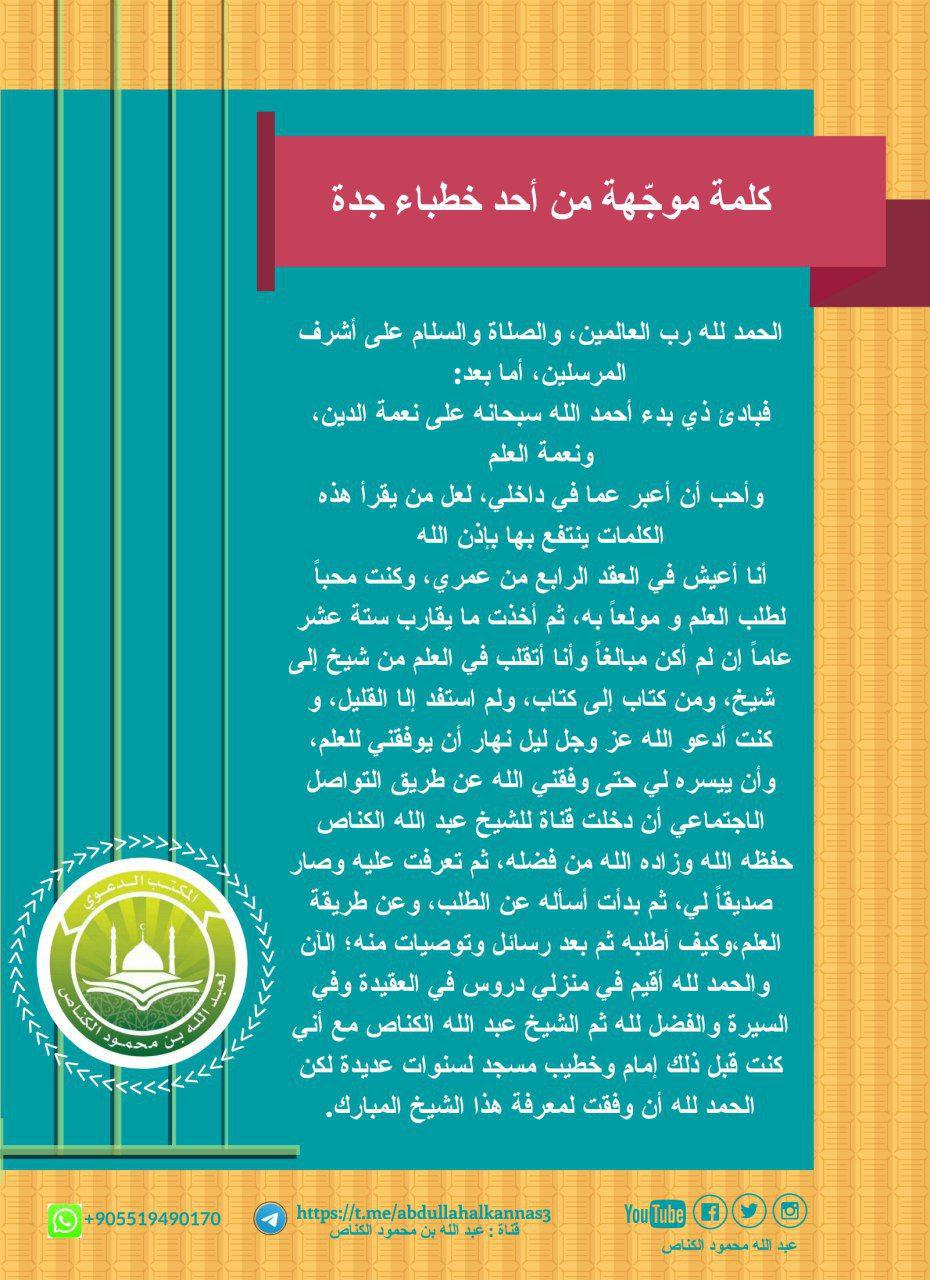 كلمة موجّهة من أحد خطباء جدة
الحمد لله رب العالمين، والصلاة والسلام على أشرف
المرسلين، أما بعد:
فبادئ ذي بدء أحمد الله سبحانه على نعمة الدين،
ونعمة العلم
وأحب أن أعبر عما في داخلي، لعل من يقرأ هذه
الكلمات ينتفع بها بإذن الله
أنا أعيش في العقد الرابع من عمري، وكنت محباً
لطلب العلم و مولعاً به، ثم أخذت ما يقارب ستة عشر
عاماً إن لم أكن مبالغاً وأنا أتقلب في العلم من شيخ إلى
شيخ، ومن كتاب إلى كتاب، ولم استفد إلا القليل، و
كنت أدعو الله عز وجل ليل نهار أن يوفقني للعلم،
وأن ييسره لي حتى وفقني الله عن طريق التواصل
الاجتماعي أن دخلت قناة للشيخ عبد الله الكناص
حفظه الله وزاده الله من فضله، ثم تعرفت عليه وصار
صديقاً لي، ثم بدأت أسأله عن الطلب، وعن طريقة
العلم،وكيف أطلبه ثم بعد رسائل وتوصيات منه؛ الآن
والحمد لله أقيم في منزلي دروس في العقيدة وفي
السيرة والفضل لله ثم الشيخ عبد الله الكناص مع أني
كنت قبل ذلك إمام وخطيب مسجد لسنوات عديدة لكن
الحمد لله أن وفقت لمعرفة هذا الشيخ المبارك.
المكتب الدعوي
لعبد الله بن محمود الكناص
+905519490170
https://t.me/abdullahalkannas3
قناة : عبد الله بن محمود الكناص
YouTube
عبد الله محمود الكناص